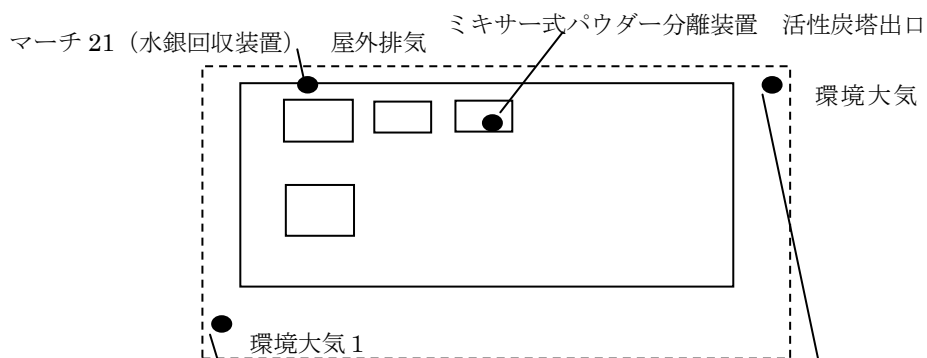 ミキサー式パウダー分離装置　活性炭塔出口
マーチ21（水銀回収装置）　屋外排気
環境大気
環境大気1